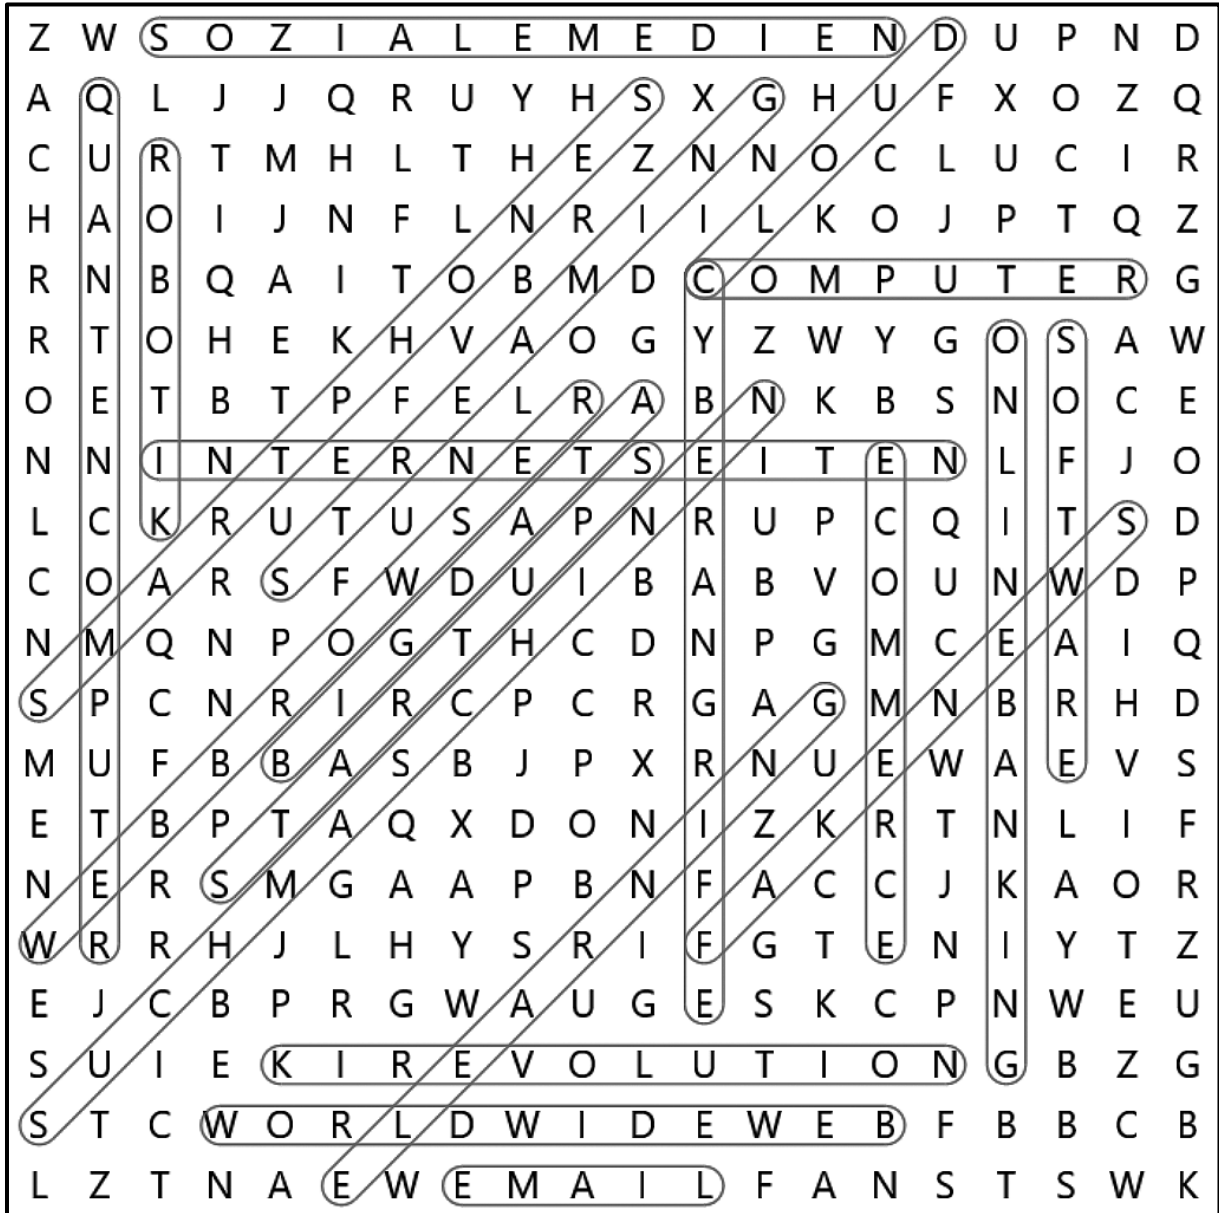 Z W S O Z I A L E M E D I E N D U P N D
A Q L J J Q R U Y H S X G H U F X O Z Q
C U R T M H L T H E Z N N O C L U C I R
H A O I J N F L N R I I L K O J P T Q Z
R N B Q A I T O B M D C O M P U T E R G
R T O H E K H V A O G Y Z W Y G O S A W
O E T B T P F E L R A B N K B S N O C E
N N I N T E R N E T S E I T E N L F J O
L C K R U T U S A P N R U P C Q I T S D
C O A R S F W D U I B A B V O U N W D P
N M Q N P O G T H C D N P G M C E A I Q
S P C N R I R C P C R G A G M N B R H D
M U F B B A S B J P X R N U E W A E V S
E T B P T A Q X D O N I Z K R T N L I F
N E R S M G A A P B N F A C C J K A O R
W R R H J L H Y S R I F G T E N I Y T Z
E J C B P R G W A U G E S K C P N W E U
S U I E K I R E V O L U T I O N G B Z G
S T C W O R L D W I D E W E B F B B C B
L Z T N A E W E M A I L F A N S T S W K